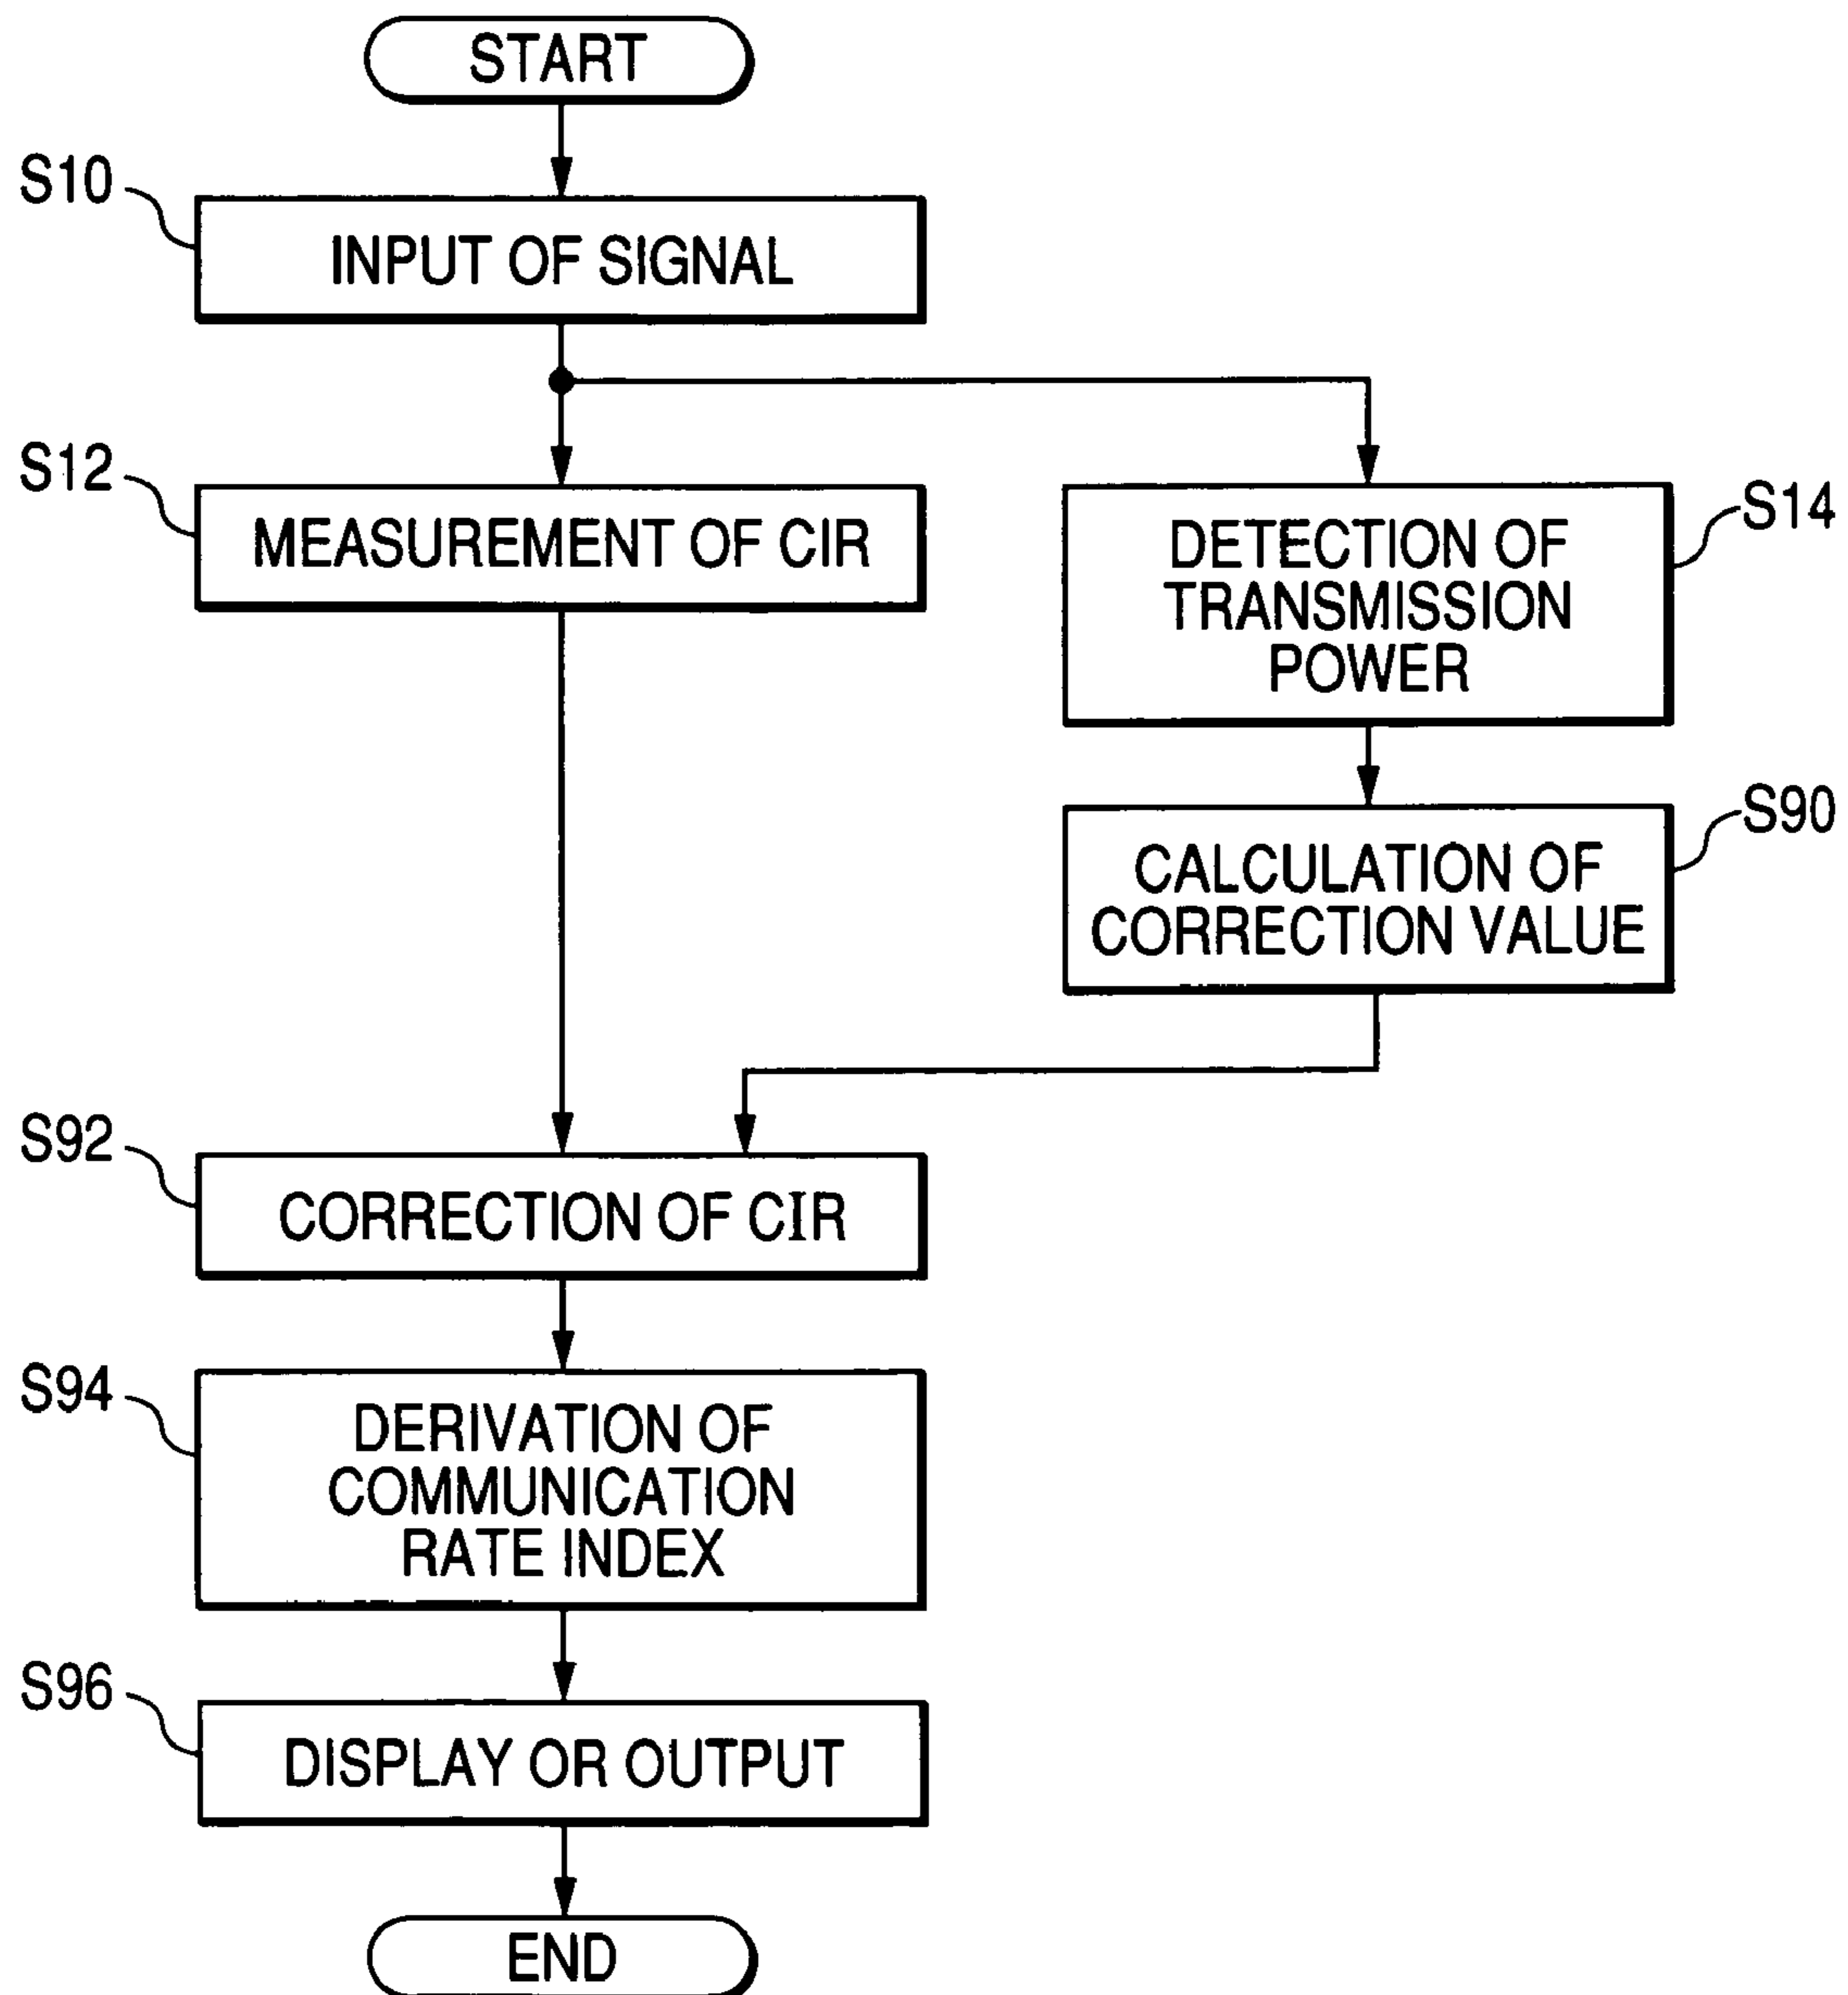 START
S10
INPUT OF SIGNAL
S12
MEASUREMENT OF CIR
DETECTION OF
TRANSMISSION
POWER
S14
CALCULATION OF
CORRECTION VALUE
S90
S92
CORRECTION OF CIR
S94
DERIVATION OF
COMMUNICATION
RATE INDEX
S96
DISPLAY OR OUTPUT
END